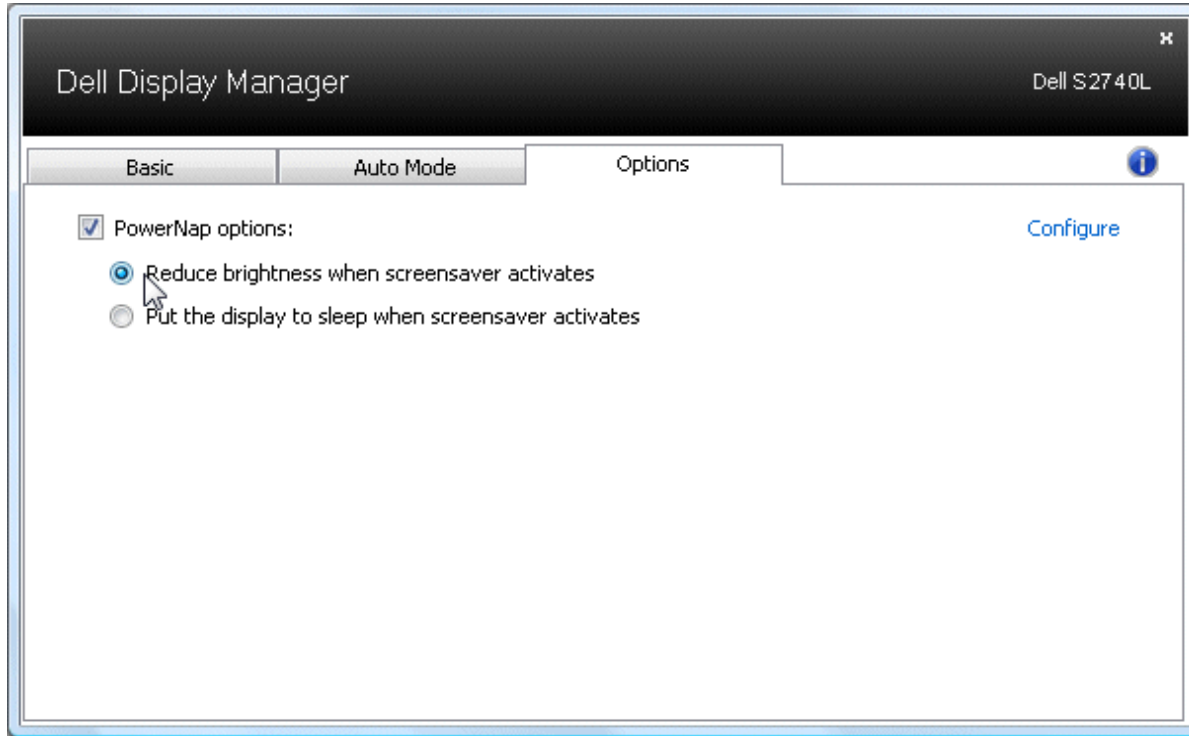 Dell Display Manager
Dell S2740L
Basic
Auto Mode
Options
PowerNap options:
Configure
Reduce brightness when screensaver activates
Put the display to sleep when screensaver activates